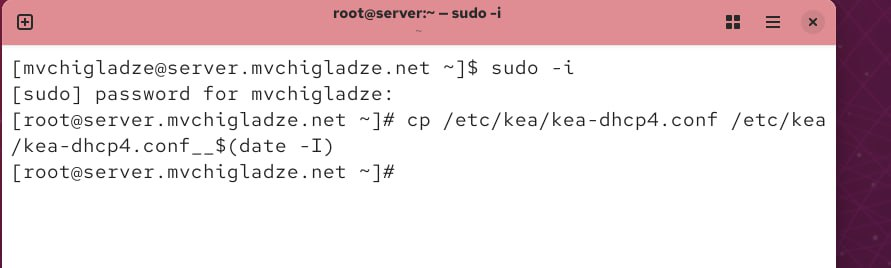 root@server:~ — sudo -i
~
[mvchigladze@server.mvchigladze.net ~]$ sudo -i
[sudo] password for mvchigladze:
[root@server.mvchigladze.net ~]# cp /etc/kea/kea-dhcp4.conf /etc/kea
/kea-dhcp4.conf__$(date -I)
[root@server.mvchigladze.net ~]#